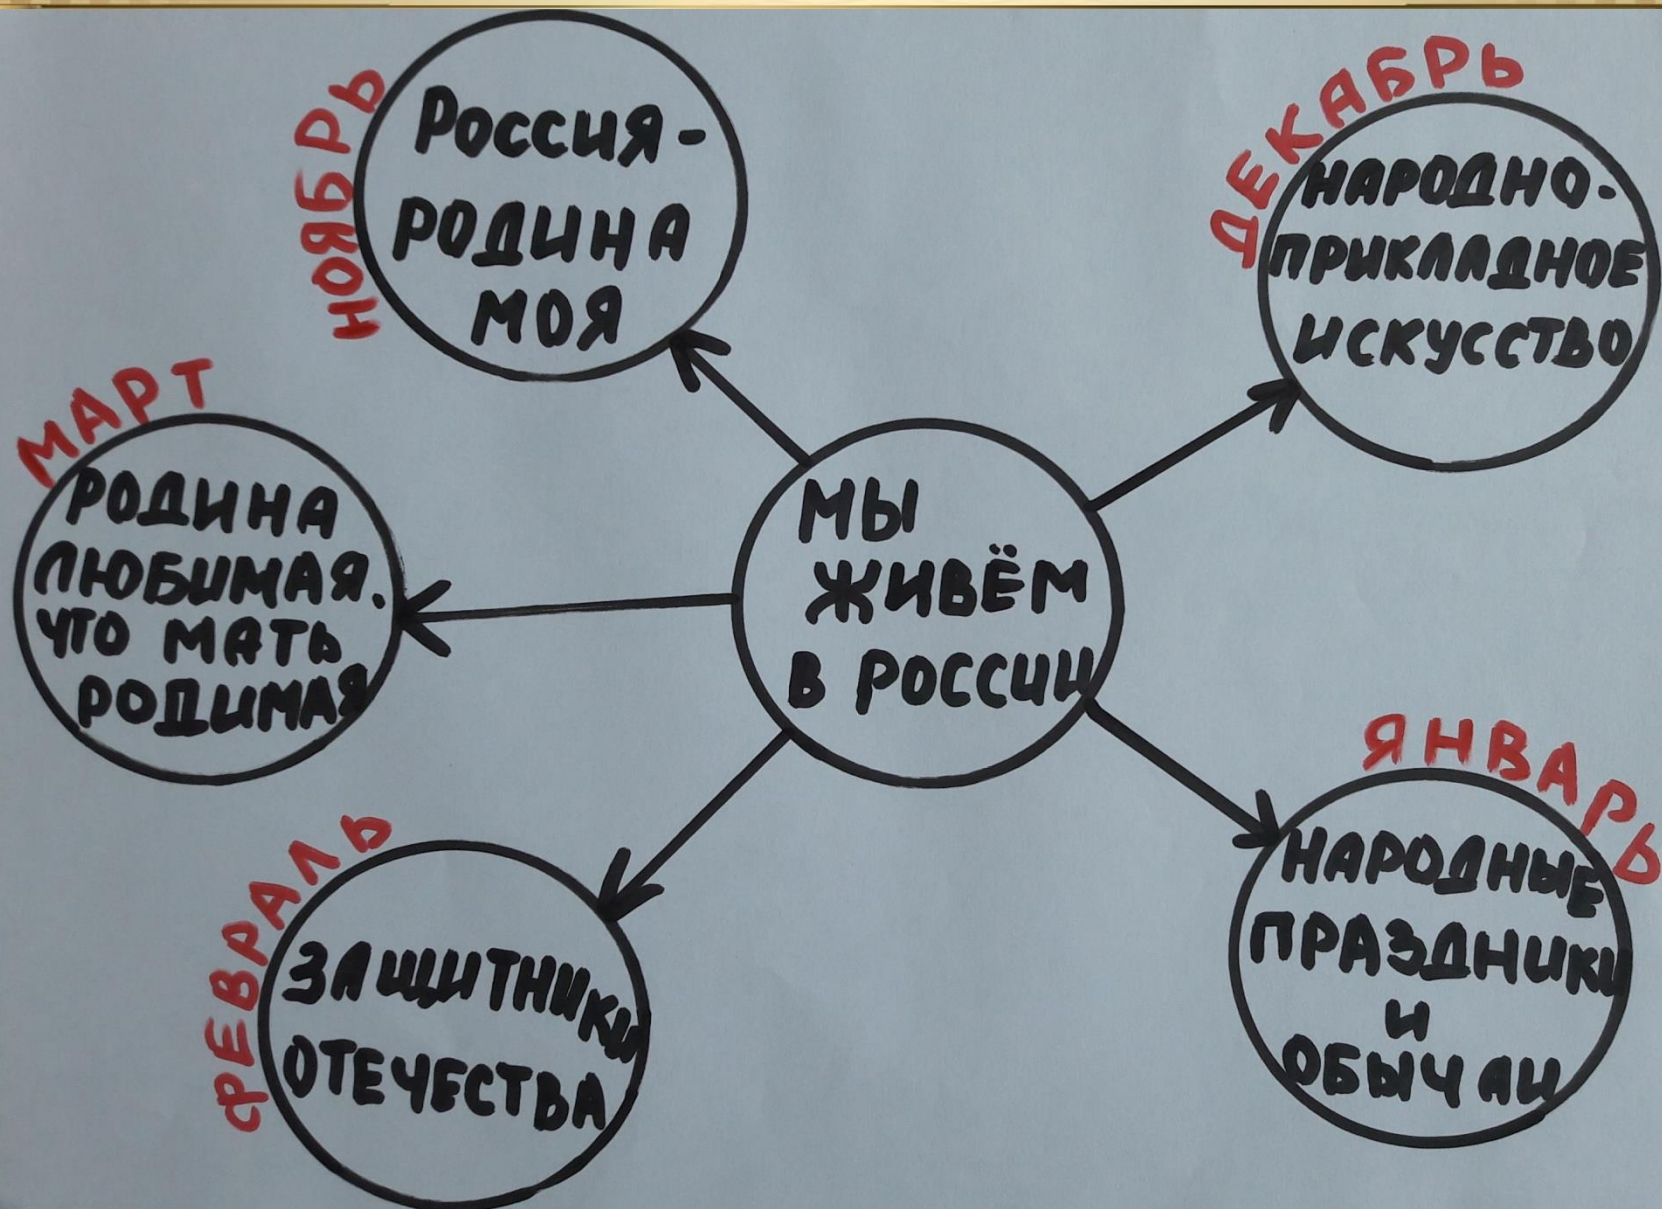 НОЯБРЬ
РОССИЯ-
РОДИНА
МОЯ
ДЕКАБРЬ
НАРОДНО-
ПРИКЛАДНОЕ
ИСКУССТВО
МАРТ
РОДИНА
ЛЮБИМАЯ.
ЧТО МАТЬ
РОДИМАЯ
МЫ
ЖИВЁМ
В РОССИИ
ЯНВАРЬ
НАРОДНЫЕ
ПРАЗДНИКИ
И
ОБЫЧАИ
ФЕВРАЛЬ
ЗАЩИТНИКИ
ОТЕЧЕСТВА